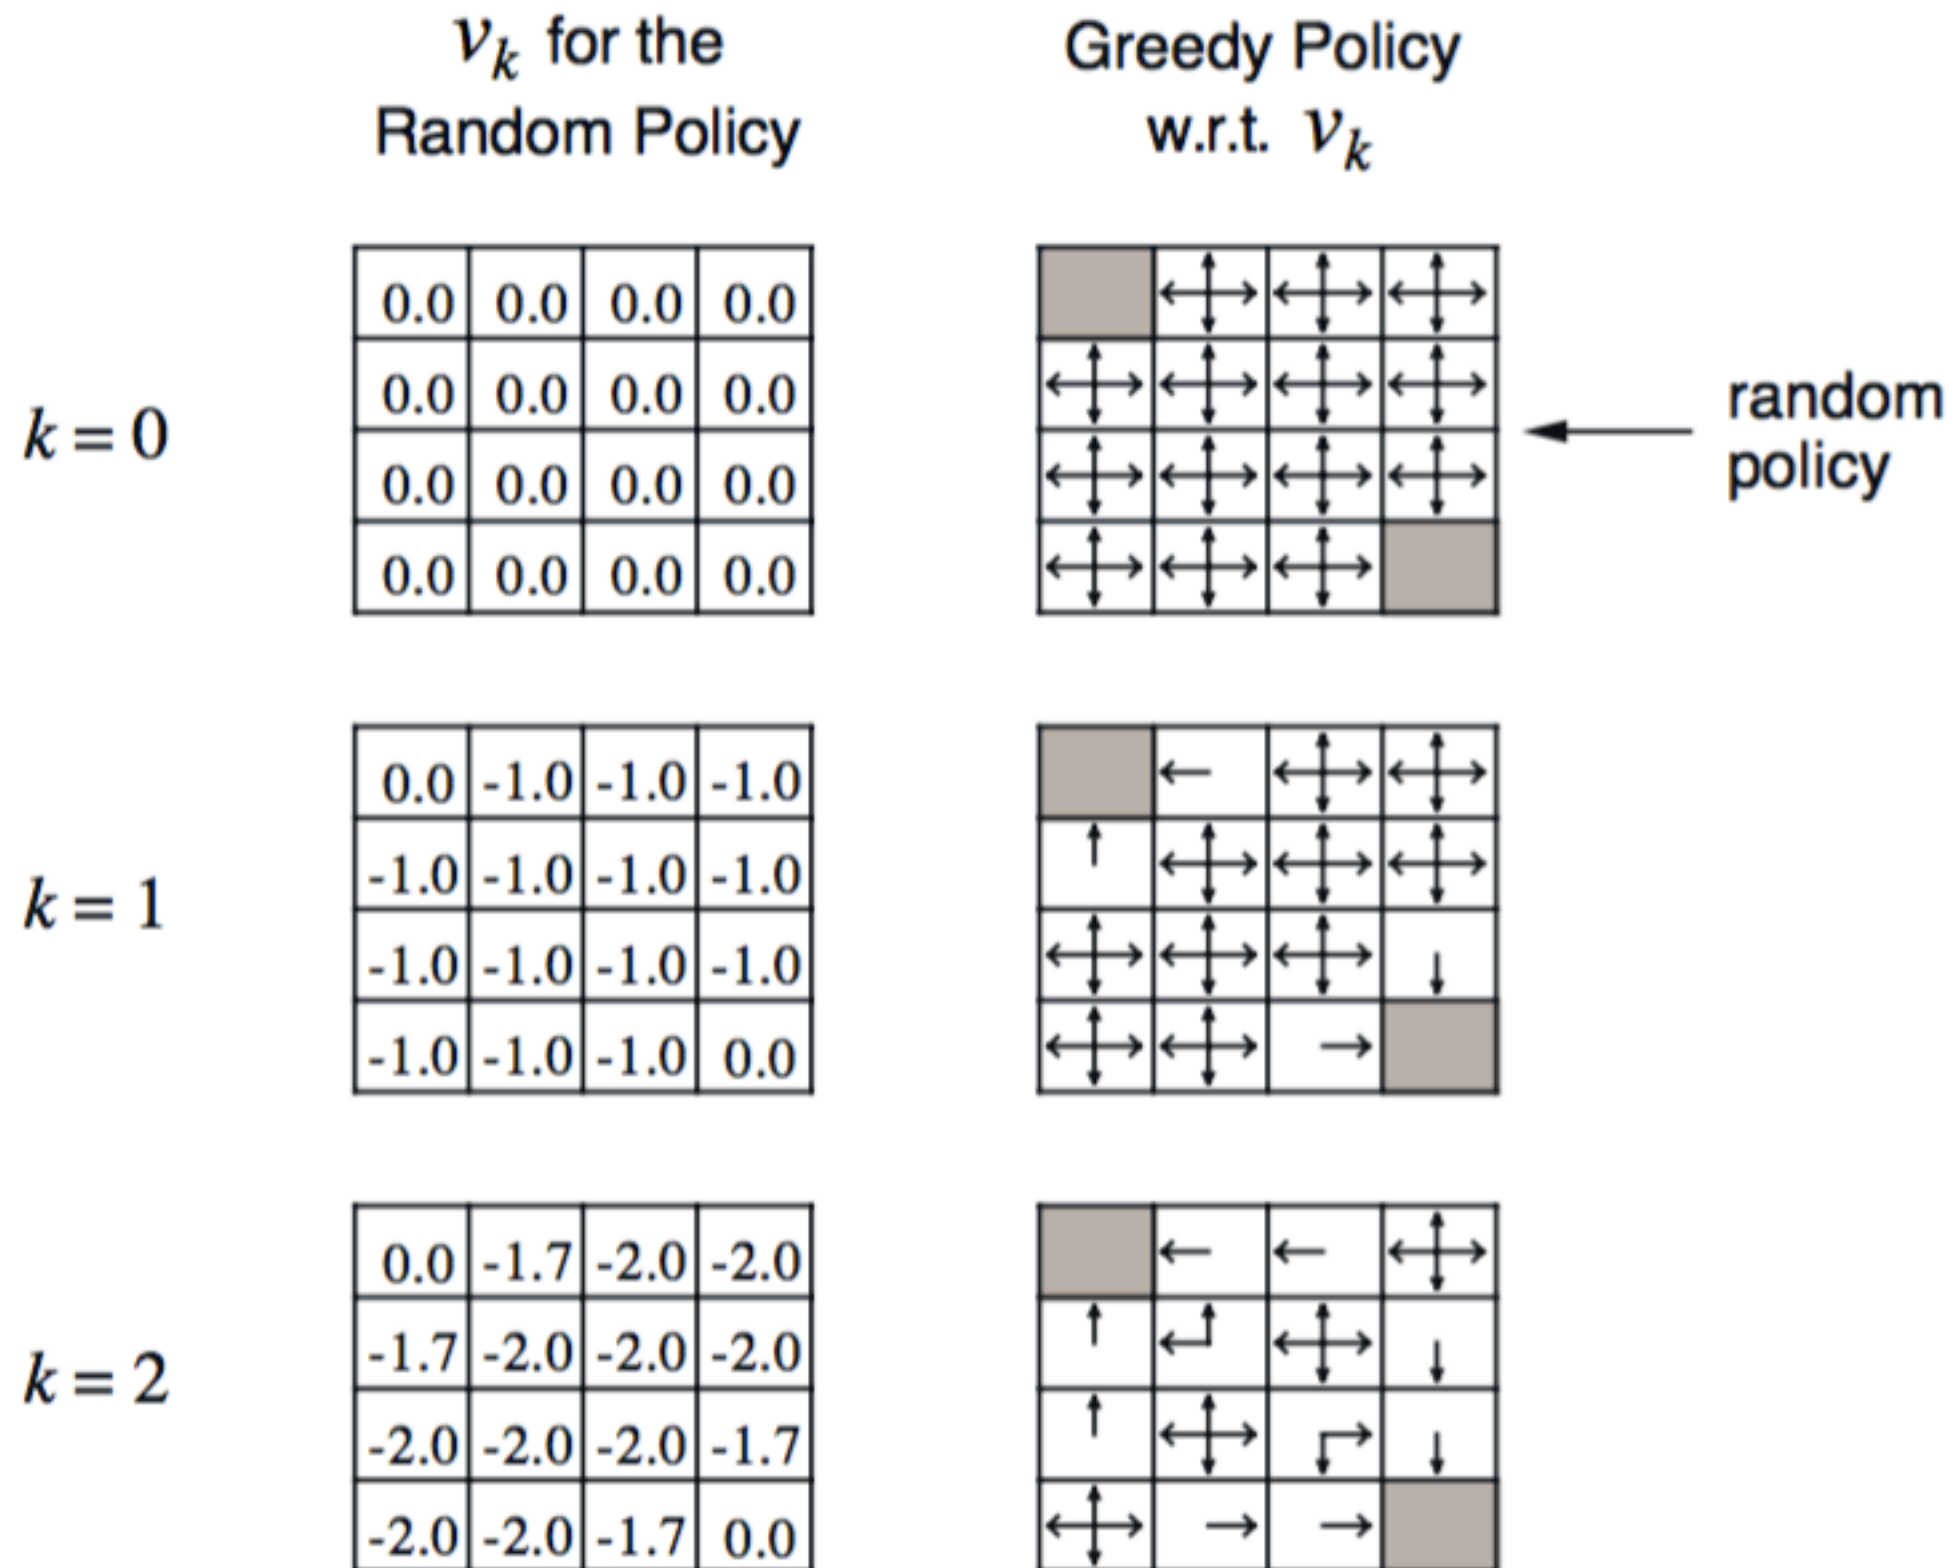 v_k for the
Random Policy
Greedy Policy
w.r.t. v_k
k = 0
0.0 0.0 0.0 0.0
0.0 0.0 0.0 0.0
0.0 0.0 0.0 0.0
0.0 0.0 0.0 0.0
random
policy
k = 1
0.0 -1.0 -1.0 -1.0
-1.0 -1.0 -1.0 -1.0
-1.0 -1.0 -1.0 -1.0
-1.0 -1.0 -1.0 0.0
k = 2
0.0 -1.7 -2.0 -2.0
-1.7 -2.0 -2.0 -2.0
-2.0 -2.0 -2.0 -1.7
-2.0 -2.0 -1.7 0.0